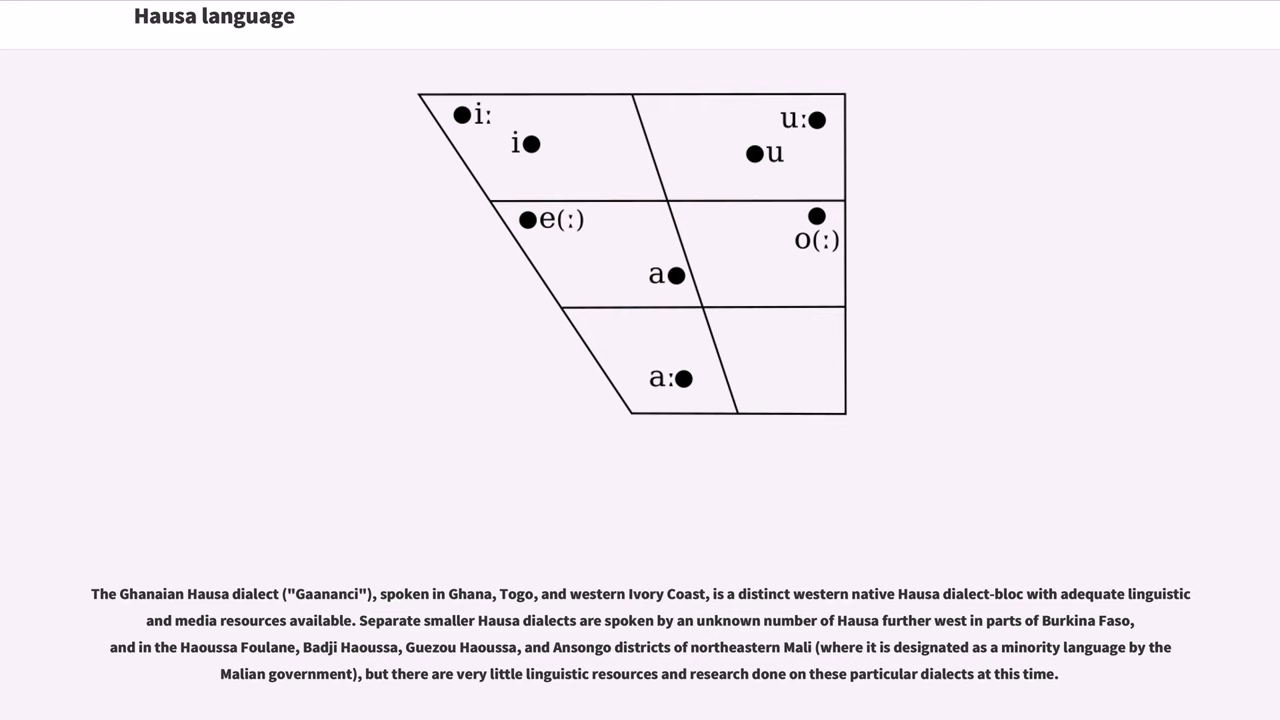 Hausa language
iː
uː
i
u
e(ː)
o(ː)
a
aː
The Ghanaian Hausa dialect ("Gaananci"), spoken in Ghana, Togo, and western Ivory Coast, is a distinct western native Hausa dialect-bloc with adequate linguistic
and media resources available. Separate smaller Hausa dialects are spoken by an unknown number of Hausa further west in parts of Burkina Faso,
and in the Haoussa Foulane, Badji Haoussa, Guezou Haoussa, and Ansongo districts of northeastern Mali (where it is designated as a minority language by the
Malian government), but there are very little linguistic resources and research done on these particular dialects at this time.